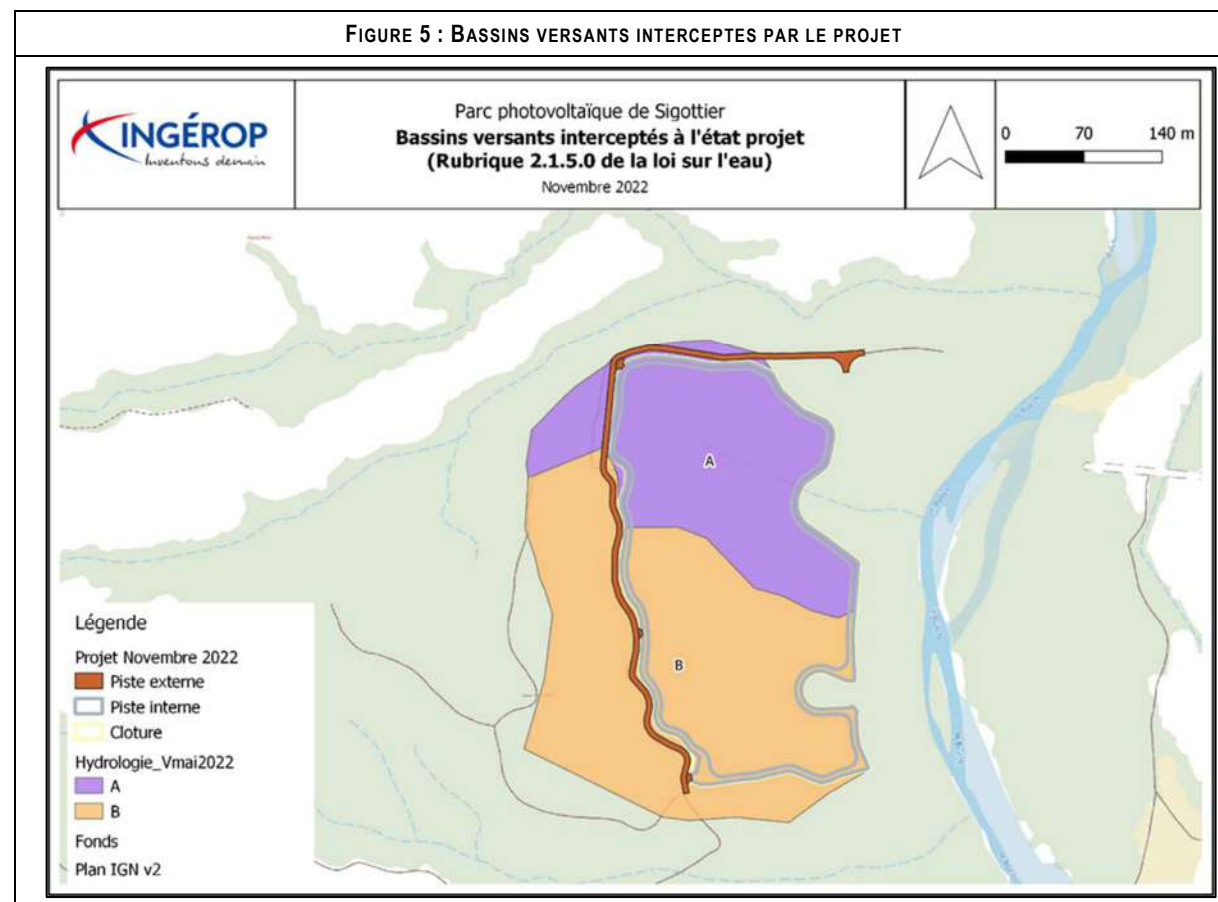 FIGURE 5 : BASSINS VERSANTS INTERCEPTES PAR LE PROJET
INGÉROP
Inventons demain
Parc photovoltaïque de Sigottier
Bassins versants interceptés à l'état projet
(Rubrique 2.1.5.0 de la loi sur l'eau)
Novembre 2022
0 70 140 m
A
B
Légende
Projet Novembre 2022
Piste externe
Piste interne
Cloture
Hydrologie_Vmai2022
A
B
Fonds
Plan IGN v2